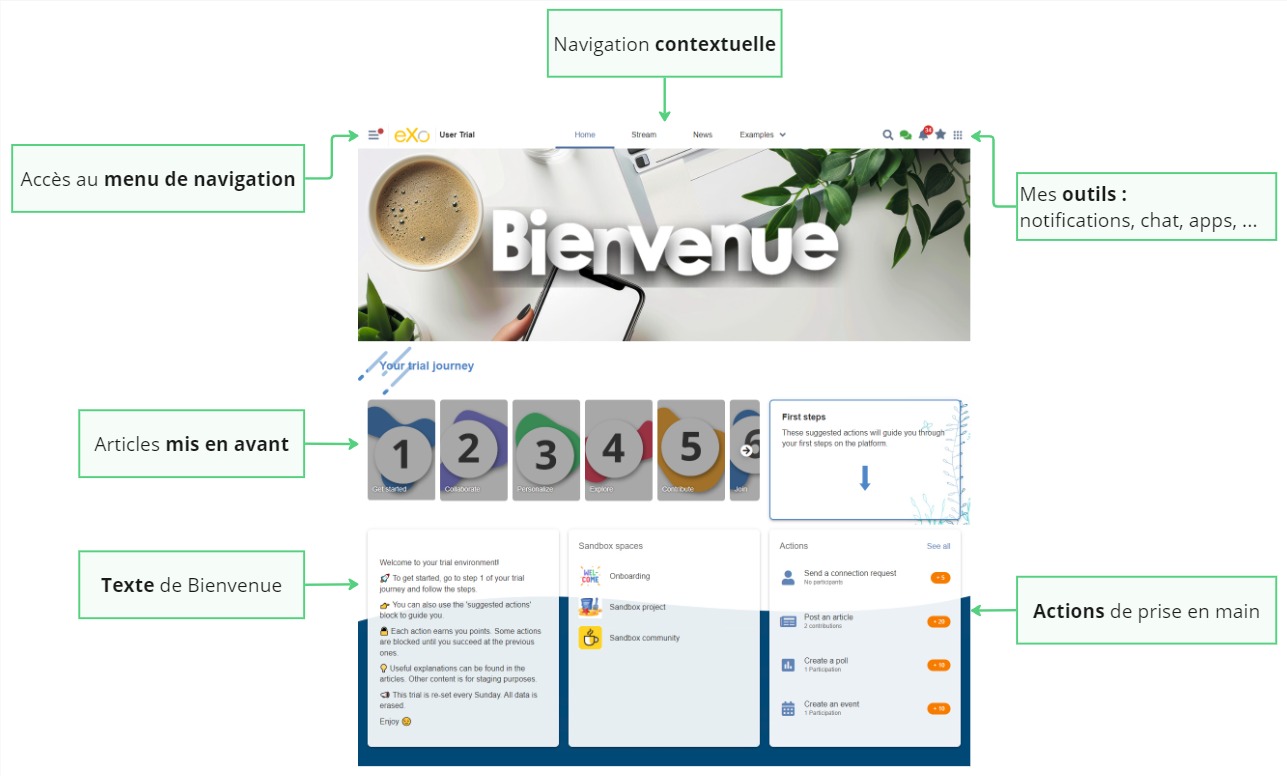 Navigation contextuelle
Accès au menu de navigation
eXo User Trial
Home Stream News Examples
34
Mes outils :
notifications, chat, apps, ...
Bienvenue
Your trial journey
Articles mis en avant
1
Get started
2
Collaborate
3
Personalize
4
Explore
5
Contribute
6
Join
First steps
These suggested actions will guide you through
your first steps on the platform.
Texte de Bienvenue
Welcome to your trial environment!
To get started, go to step 1 of your trial
journey and follow the steps.
You can also use the 'suggested actions'
block to guide you.
Each action earns you points. Some actions
are blocked until you succeed at the previous
ones.
Useful explanations can be found in the
articles. Other content is for staging purposes.
This trial is re-set every Sunday. All data is
erased.
Enjoy
Sandbox spaces
WEL-
COME
Onboarding
Sandbox project
Sandbox community
Actions See all
Send a connection request
No participants
+ 5
Post an article
2 contributions
+ 20
Create a poll
1 Participation
+ 10
Create an event
1 Participation
+ 10
Actions de prise en main